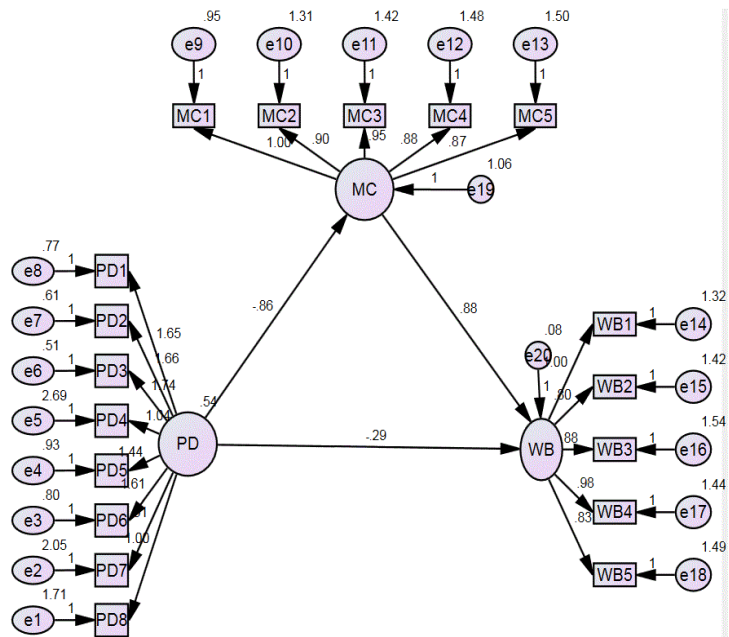 .95 1.31 1.42 1.48 1.50
e9 e10 e11 e12 e13
1 1 1 1 1
MC1 MC2 MC3 MC4 MC5
1.00 .90 .95 .88 .87
1.06
MC 1 e19
-.86 .88
.77
e8 1 PD1
.61
e7 1 PD2
.51
e6 1 PD3
2.69
e5 1 PD4
.93
e4 1 PD5
.80
e3 1 PD6
2.05
e2 1 PD7
1.71
e1 1 PD8
1.65
1.66
1.74
1.04
1.44
1.61
1.00
.54
PD
-.29
.08
e20
1
WB
.80
.88
.98
.83
1.32
WB1 1 e14
1.42
WB2 1 e15
1.54
WB3 1 e16
1.44
WB4 1 e17
1.49
WB5 1 e18